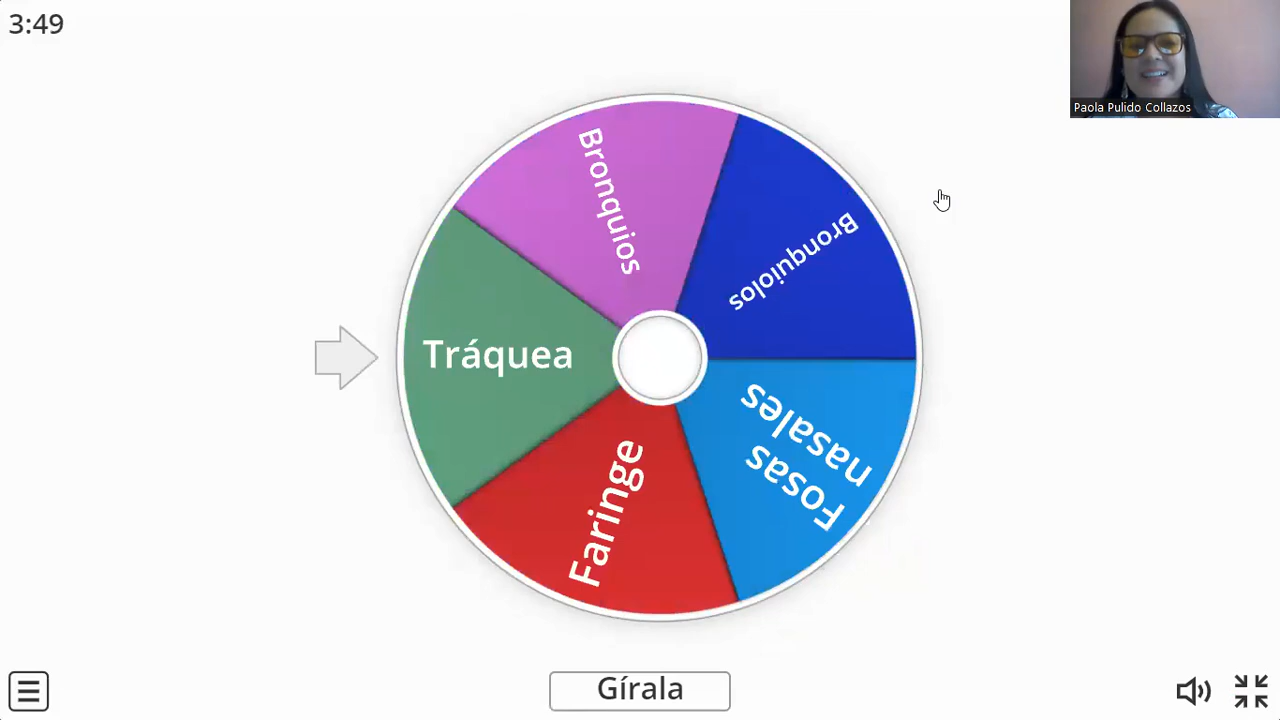 3:49
Paola Pulido Collazos
Bronquios
Bronquiolos
Tráquea
Fosas
nasales
Faringe
Gírala